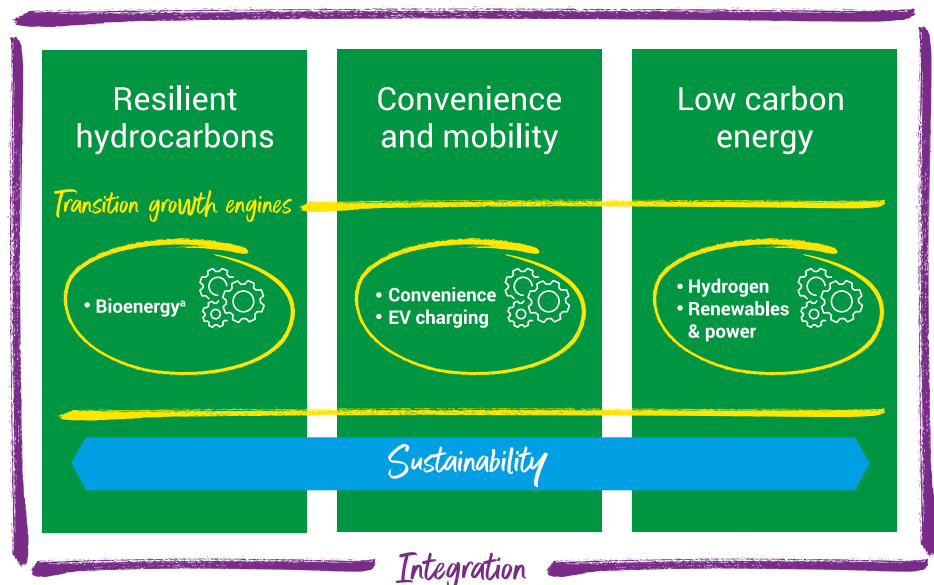 Resilient
hydrocarbons
Convenience
and mobility
Low carbon
energy
Transition growth engines
• Bioenergyᵃ
• Convenience
• EV charging
• Hydrogen
• Renewables
& power
Sustainability
Integration